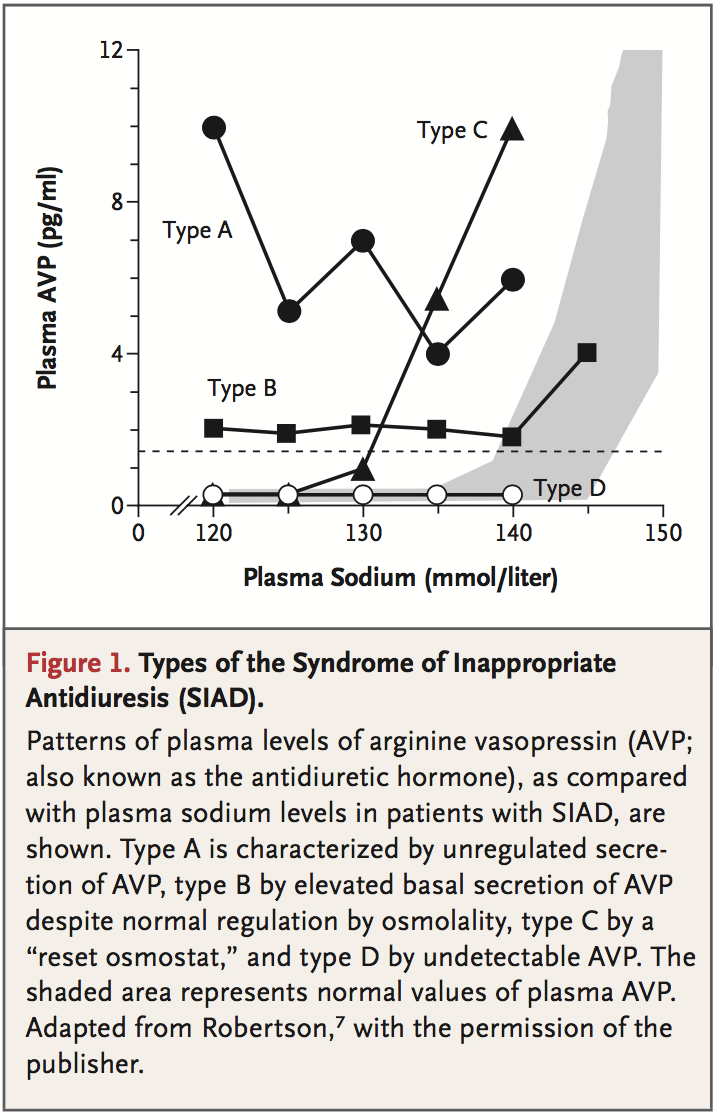 12
8
4
0
Plasma AVP (pg/ml)
Type C
Type A
Type B
Type D
0 120 130 140 150
Plasma Sodium (mmol/liter)
Figure 1. Types of the Syndrome of Inappropriate
Antidiuresis (SIAD).
Patterns of plasma levels of arginine vasopressin (AVP;
also known as the antidiuretic hormone), as compared
with plasma sodium levels in patients with SIAD, are
shown. Type A is characterized by unregulated secre-
tion of AVP, type B by elevated basal secretion of AVP
despite normal regulation by osmolality, type C by a
“reset osmostat,” and type D by undetectable AVP. The
shaded area represents normal values of plasma AVP.
Adapted from Robertson,⁷ with the permission of the
publisher.